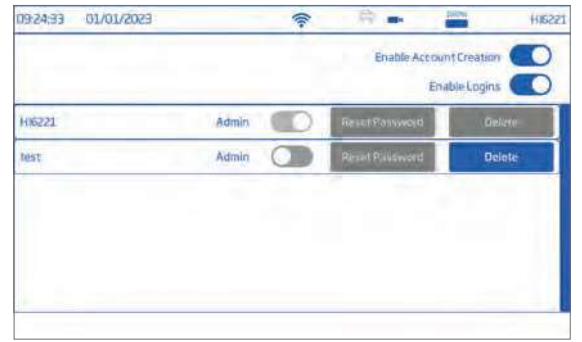 09:24:33 01/01/2023 100% HI6221
Enable Account Creation
Enable Logins
HI6221 Admin Reset Password Delete
test Admin Reset Password Delete